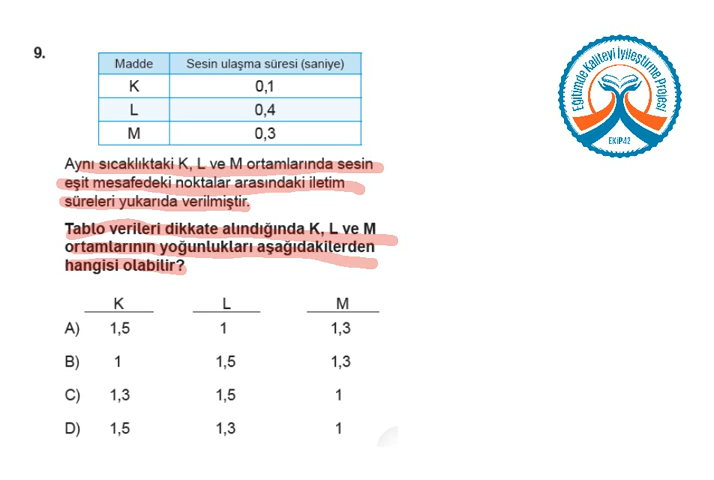 9.
Madde Sesin ulaşma süresi (saniye)
K 0,1
L 0,4
M 0,3
Aynı sıcaklıktaki K, L ve M ortamlarında sesin
eşit mesafedeki noktalar arasındaki iletim
süreleri yukarıda verilmiştir.
Tablo verileri dikkate alındığında K, L ve M
ortamlarının yoğunlukları aşağıdakilerden
hangisi olabilir?
K L M
A) 1,5 1 1,3
B) 1 1,5 1,3
C) 1,3 1,5 1
D) 1,5 1,3 1
Eğitimde Kaliteyi İyileştirme Projesi
EKİP42